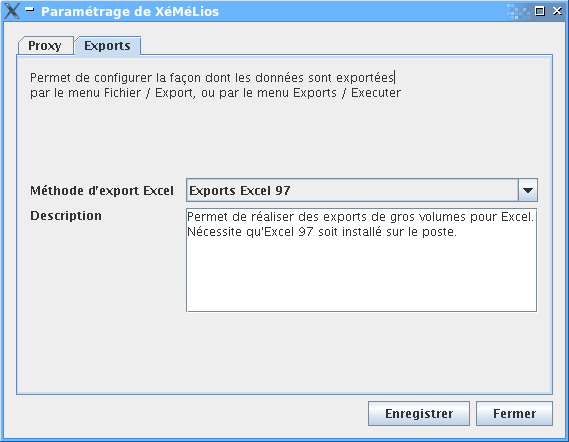 Paramétrage de XéMéLios
Proxy
Exports
Permet de configurer la façon dont les données sont exportées
par le menu Fichier / Export, ou par le menu Exports / Executer
Méthode d'export Excel
Exports Excel 97
Description
Permet de réaliser des exports de gros volumes pour Excel.
Nécessite qu'Excel 97 soit installé sur le poste.
Enregistrer
Fermer